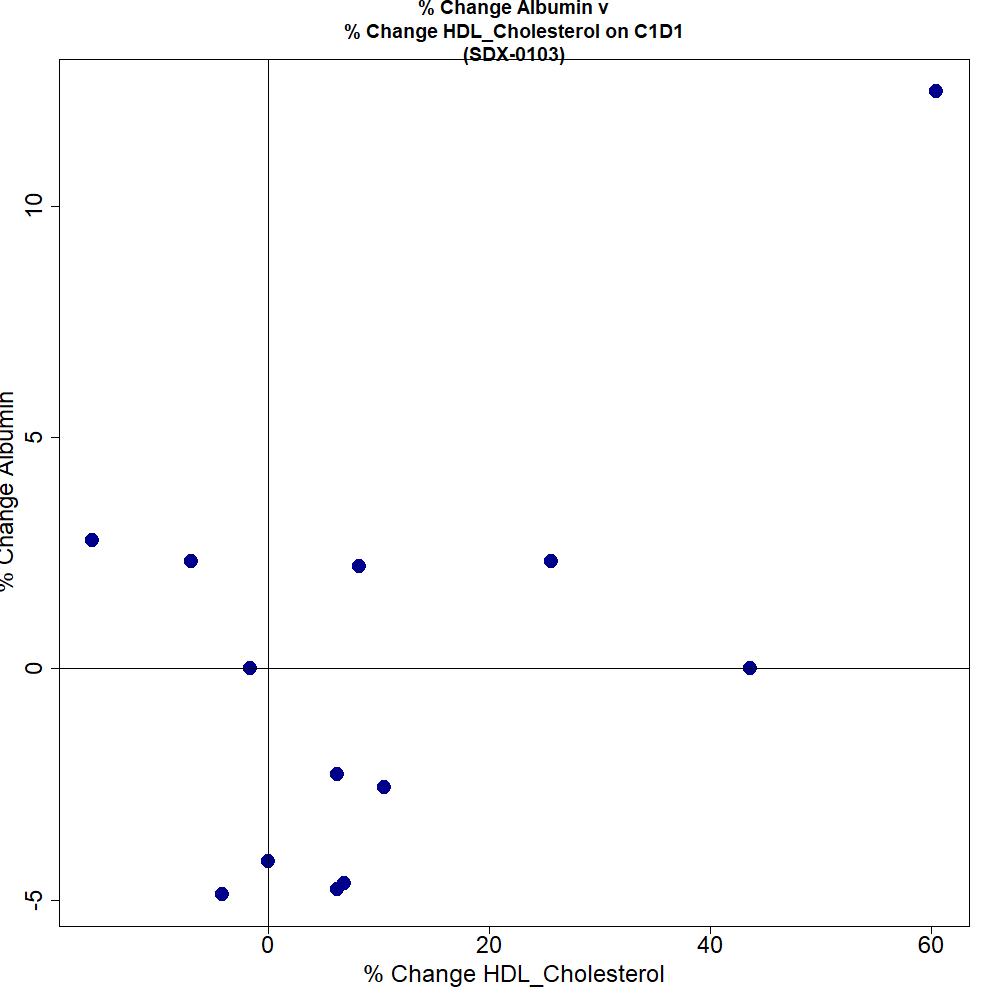 % Change Albumin v
% Change HDL_Cholesterol on C1D1
(SDX-0103)
10
5
0
-5
% Change Albumin
0
20
40
60
% Change HDL_Cholesterol